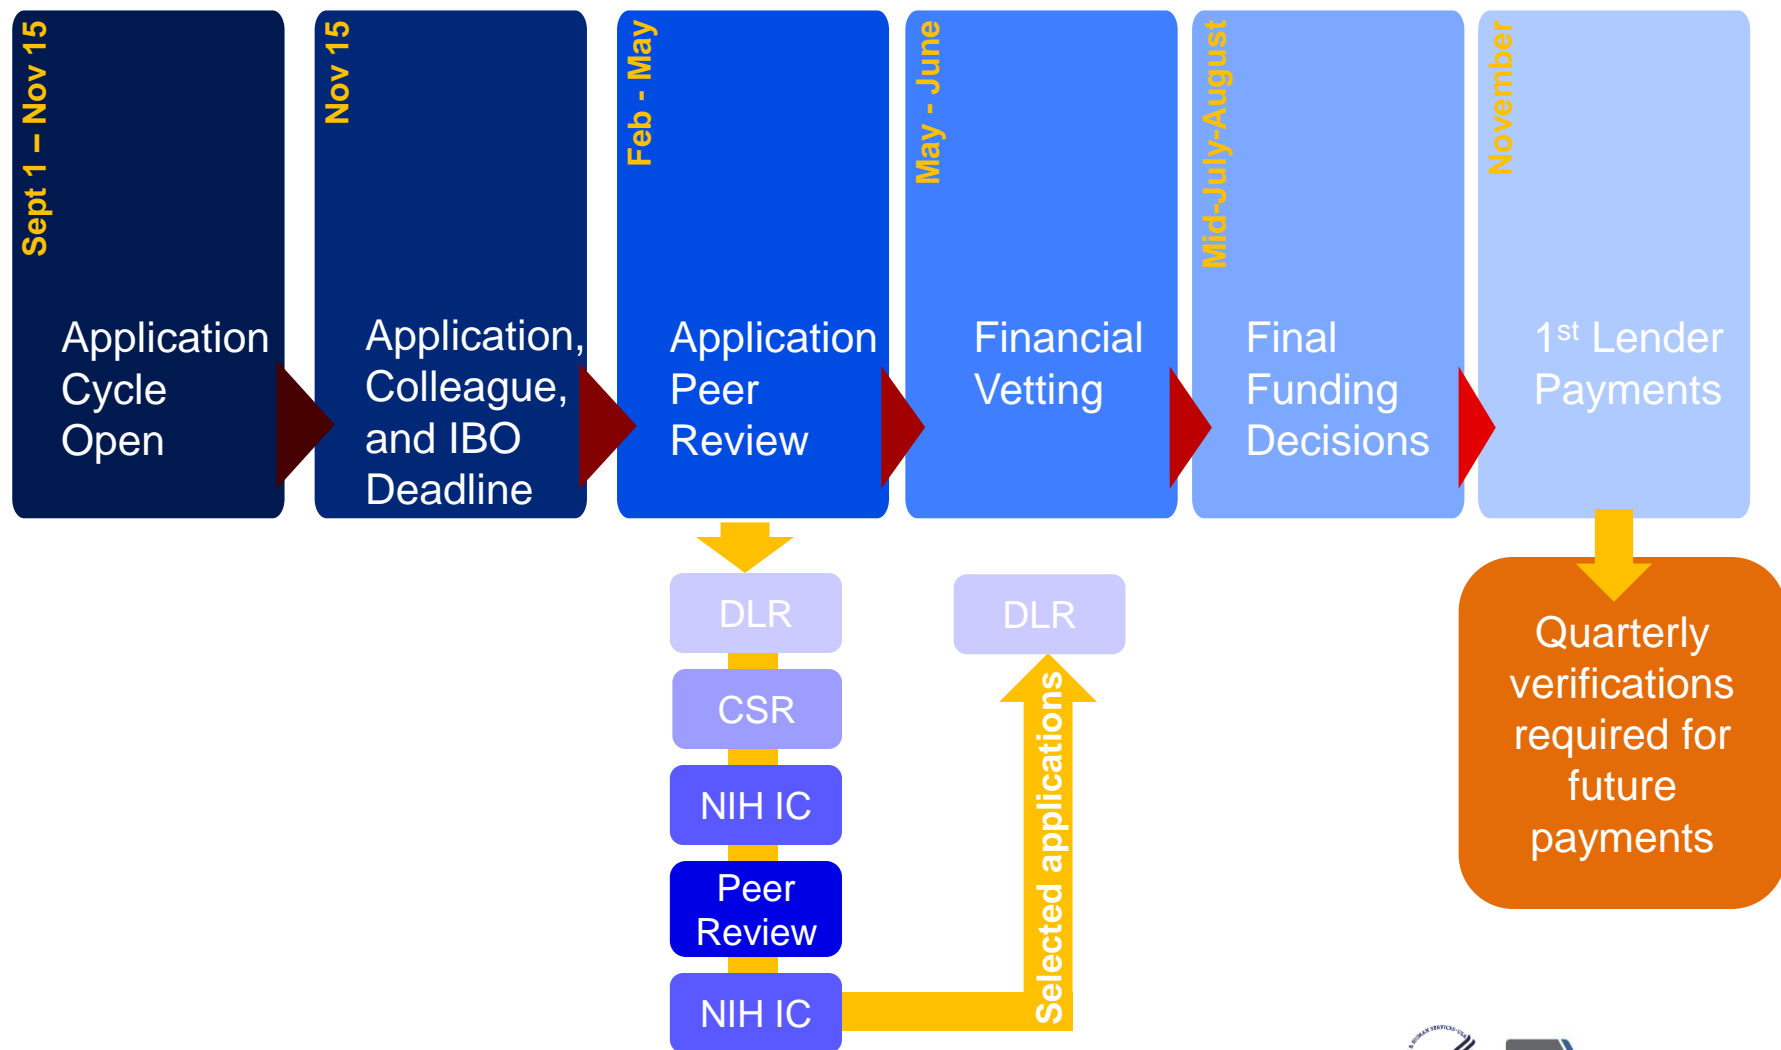 Sept 1 – Nov 15
Application
Cycle
Open
Nov 15
Application,
Colleague,
and IBO
Deadline
Feb - May
Application
Peer
Review
May - June
Financial
Vetting
Mid-July-August
Final
Funding
Decisions
November
1st Lender
Payments
DLR
CSR
NIH IC
Peer
Review
NIH IC
Selected applications
DLR
Quarterly
verifications
required for
future
payments